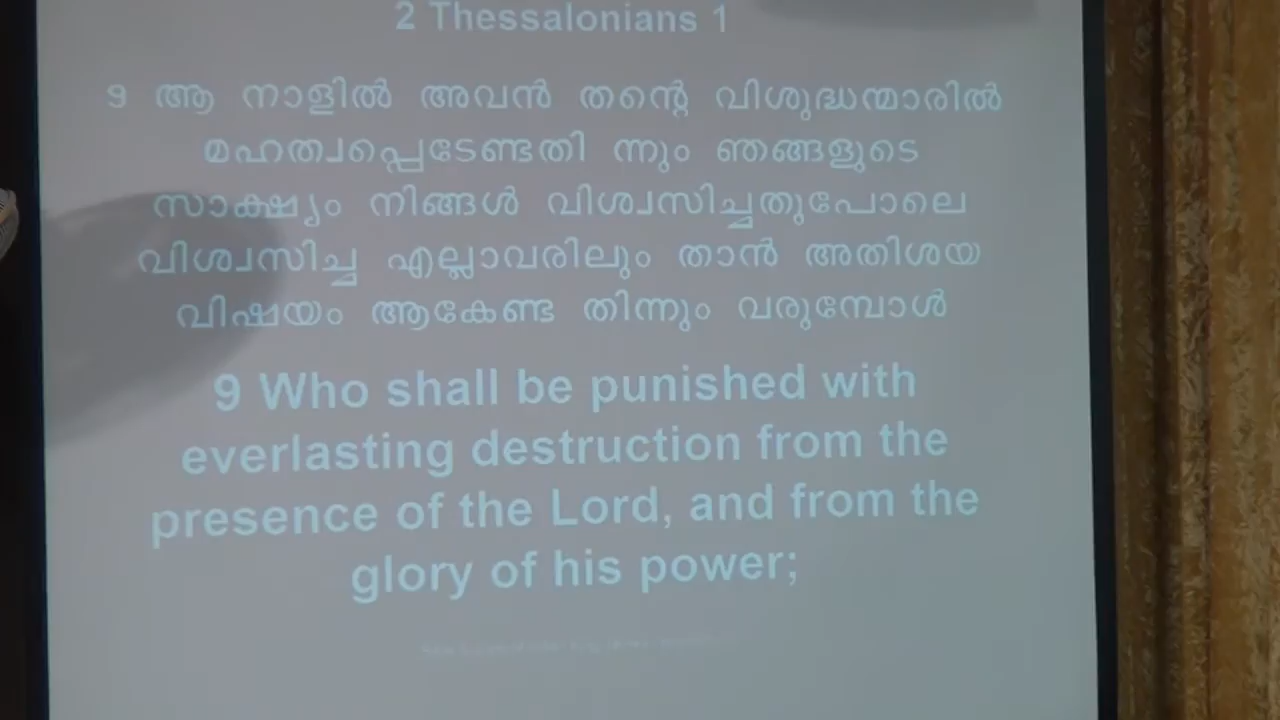 2 Thessalonians 1
9 ആ നാളിൽ അവൻ തന്റെ വിശുദ്ധന്മാരിൽ
മഹത്വപ്പെടേണ്ടതി ന്നും ഞങ്ങളുടെ
സാക്ഷ്യം നിങ്ങൾ വിശ്വസിച്ചതുപോലെ
വിശ്വസിച്ച എല്ലാവരിലും താൻ അതിശയ
വിഷയം ആകേണ്ട തിന്നും വരുമ്പോൾ
9 Who shall be punished with
everlasting destruction from the
presence of the Lord, and from the
glory of his power;